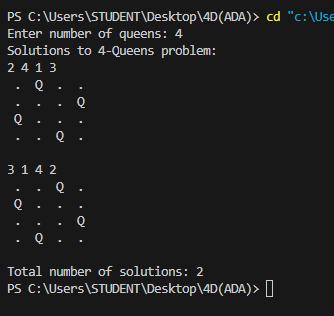 PS C:\Users\STUDENT\Desktop\4D(ADA)> cd "c:\Use
Enter number of queens: 4
Solutions to 4-Queens problem:
2 4 1 3
. Q . .
. . . Q
Q . . .
. . Q .
3 1 4 2
. . Q .
Q . . .
. . . Q
. Q . .
Total number of solutions: 2
PS C:\Users\STUDENT\Desktop\4D(ADA)>